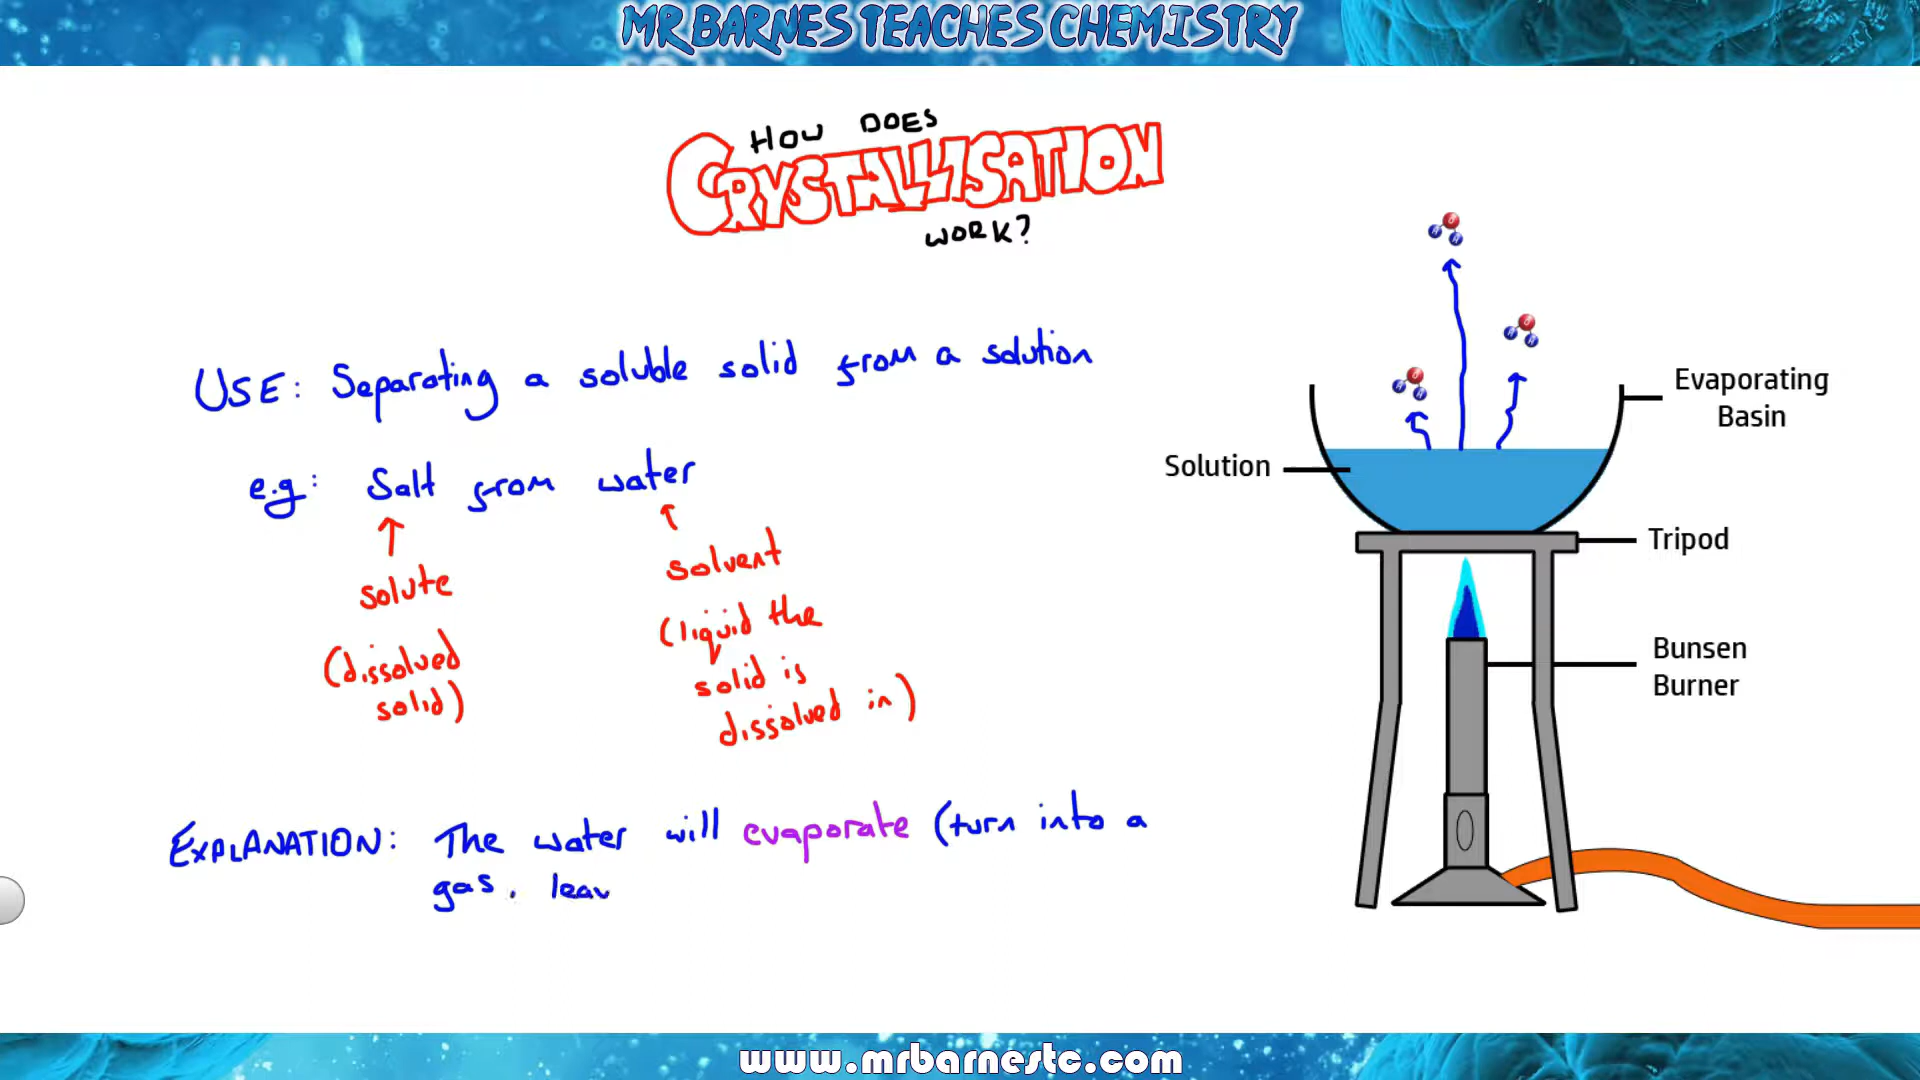 MR BARNES TEACHES CHEMISTRY
HOW DOES
CRYSTALLISATION
WORK?
USE: Separating a soluble solid from a solution
e.g: Salt from water
solute
(dissolved
solid)
solvent
(liquid the
solid is
dissolved in)
EXPLANATION: The water will evaporate (turn into a
gas. leav
Evaporating
Basin
Solution
Tripod
Bunsen
Burner
www.mrbarnestc.com